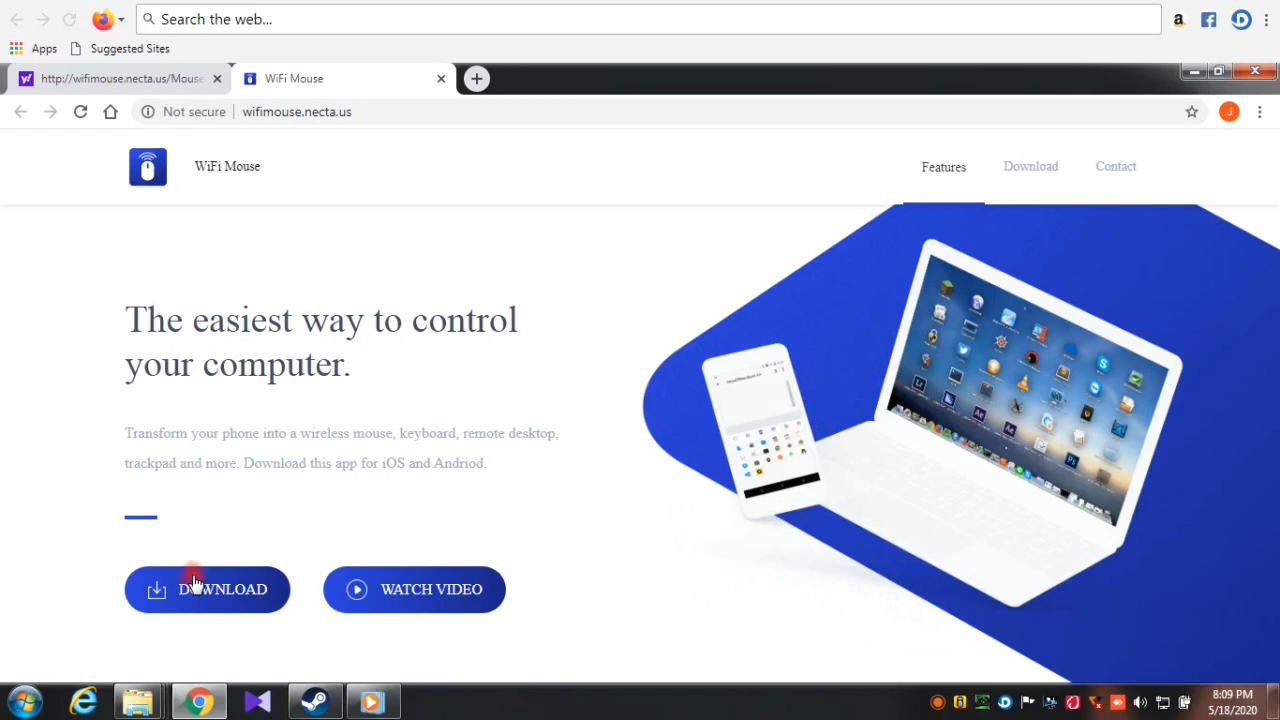 Search the web...
Apps
Suggested Sites
http://wifimouse.necta.us/Mouse
WiFi Mouse
Not secure
wifimouse.necta.us
WiFi Mouse
Features
Download
Contact
The easiest way to control
your computer.
Transform your phone into a wireless mouse, keyboard, remote desktop,
trackpad and more. Download this app for iOS and Andriod.
DOWNLOAD
WATCH VIDEO
8:09 PM
5/18/2020